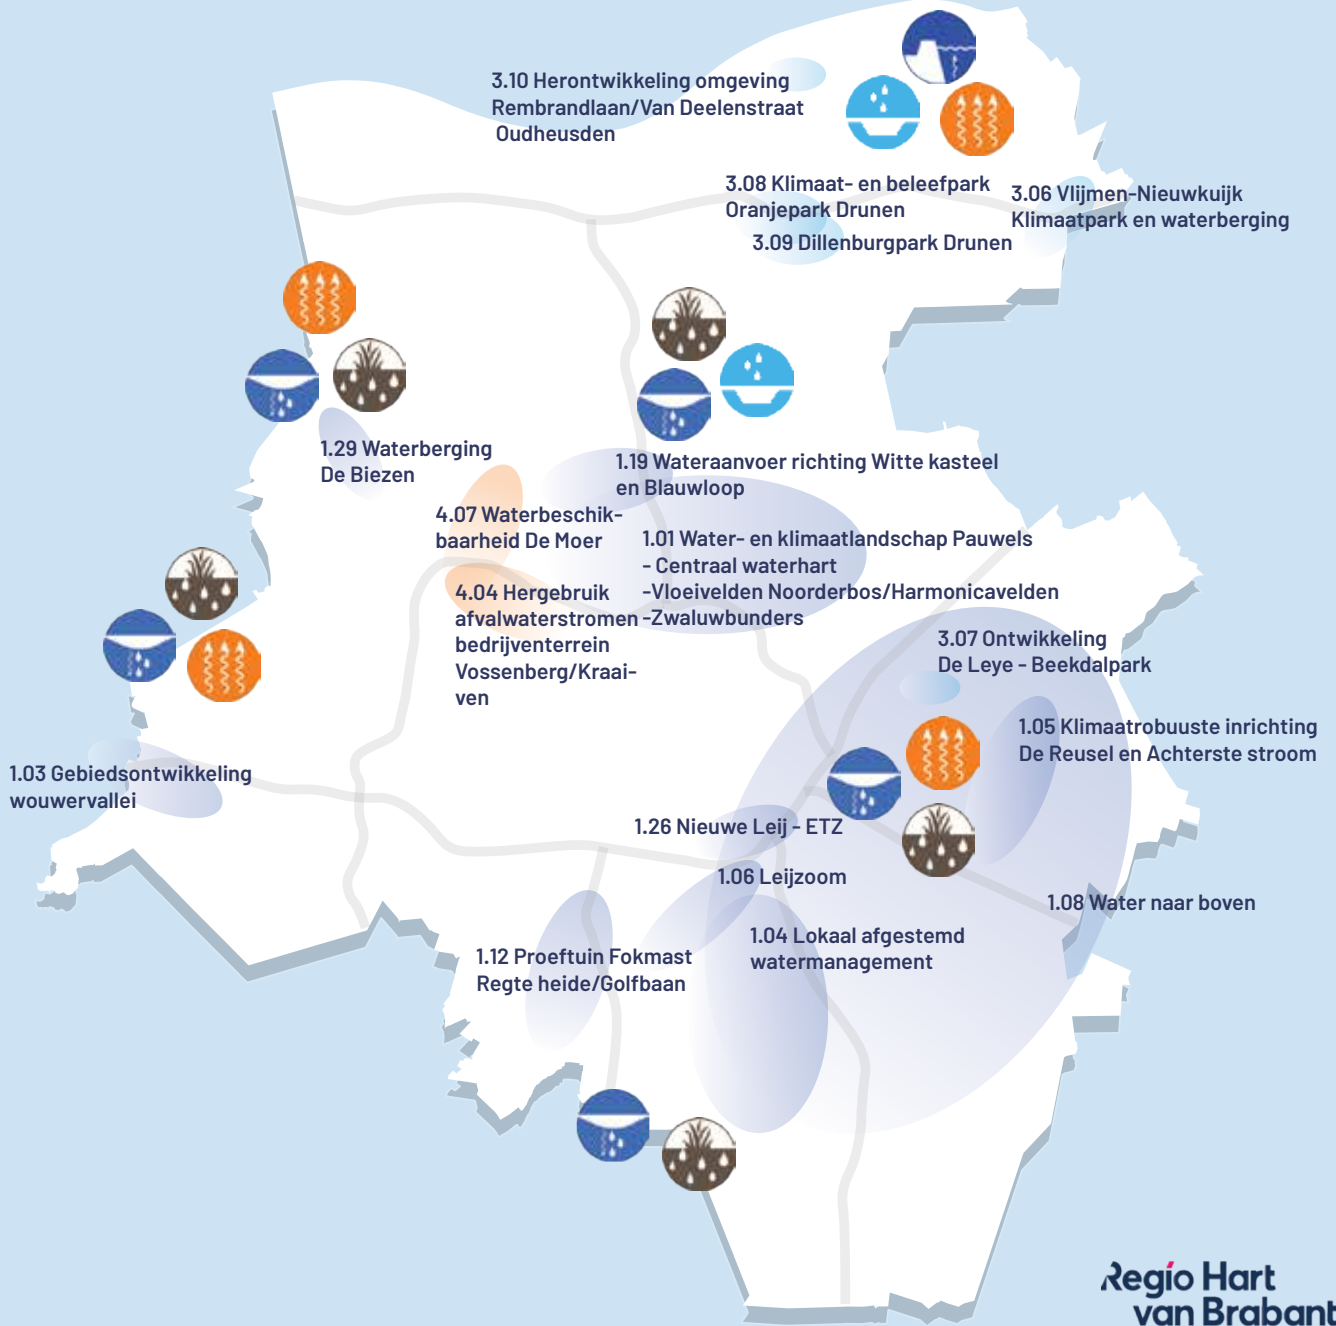 3.10 Herontwikkeling omgeving
Rembrandlaan/Van Deelenstraat
Oudheusden
3.08 Klimaat- en beleefpark
Oranjepark Drunen
3.09 Dillenburgpark Drunen
3.06 Vlijmen-Nieuwkuijk
Klimaatpark en waterberging
1.29 Waterberging
De Biezen
1.19 Wateraanvoer richting Witte kasteel
en Blauwloop
4.07 Waterbeschik-
baarheid De Moer
1.01 Water- en klimaatlandschap Pauwels
- Centraal waterhart
-Vloeivelden Noorderbos/Harmonicavelden
-Zwaluwbunders
4.04 Hergebruik
afvalwaterstromen
bedrijventerrein
Vossenberg/Kraai-
ven
3.07 Ontwikkeling
De Leye - Beekdalpark
1.05 Klimaatrobuuste inrichting
De Reusel en Achterste stroom
1.03 Gebiedsontwikkeling
wouwervallei
1.26 Nieuwe Leij - ETZ
1.06 Leijzoom
1.08 Water naar boven
1.04 Lokaal afgestemd
watermanagement
1.12 Proeftuin Fokmast
Regte heide/Golfbaan
Regio Hart
van Brabant